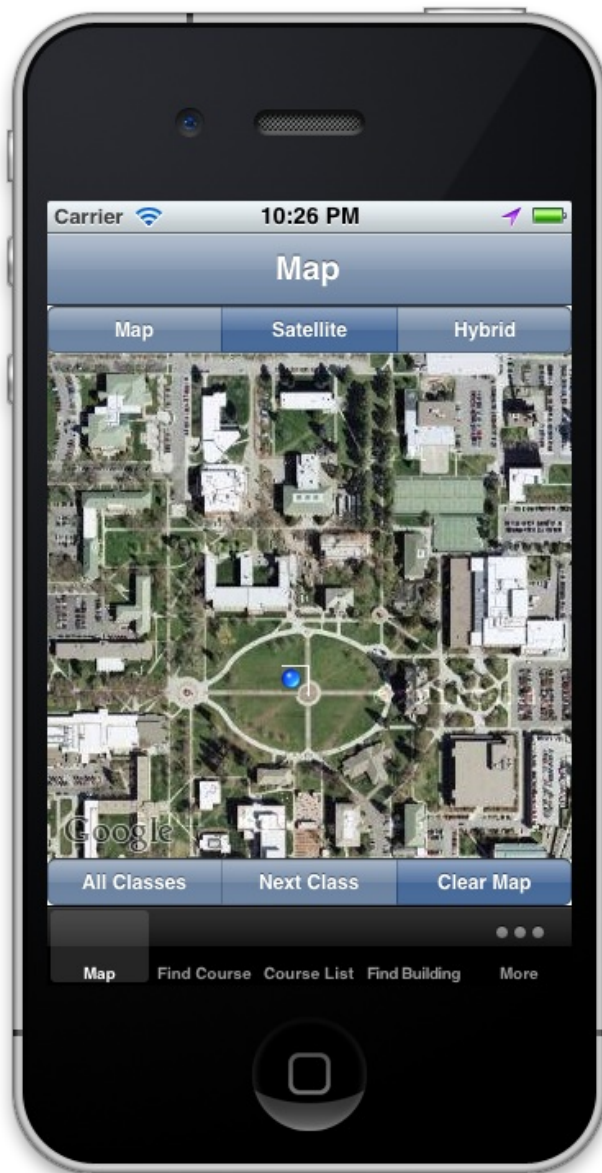 Carrier 10:26 PM
Map
Map Satellite Hybrid
Google
All Classes Next Class Clear Map
Map Find Course Course List Find Building More